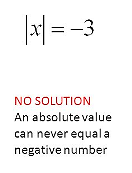 |x| = −3
NO SOLUTION
An absolute value
can never equal a
negative number